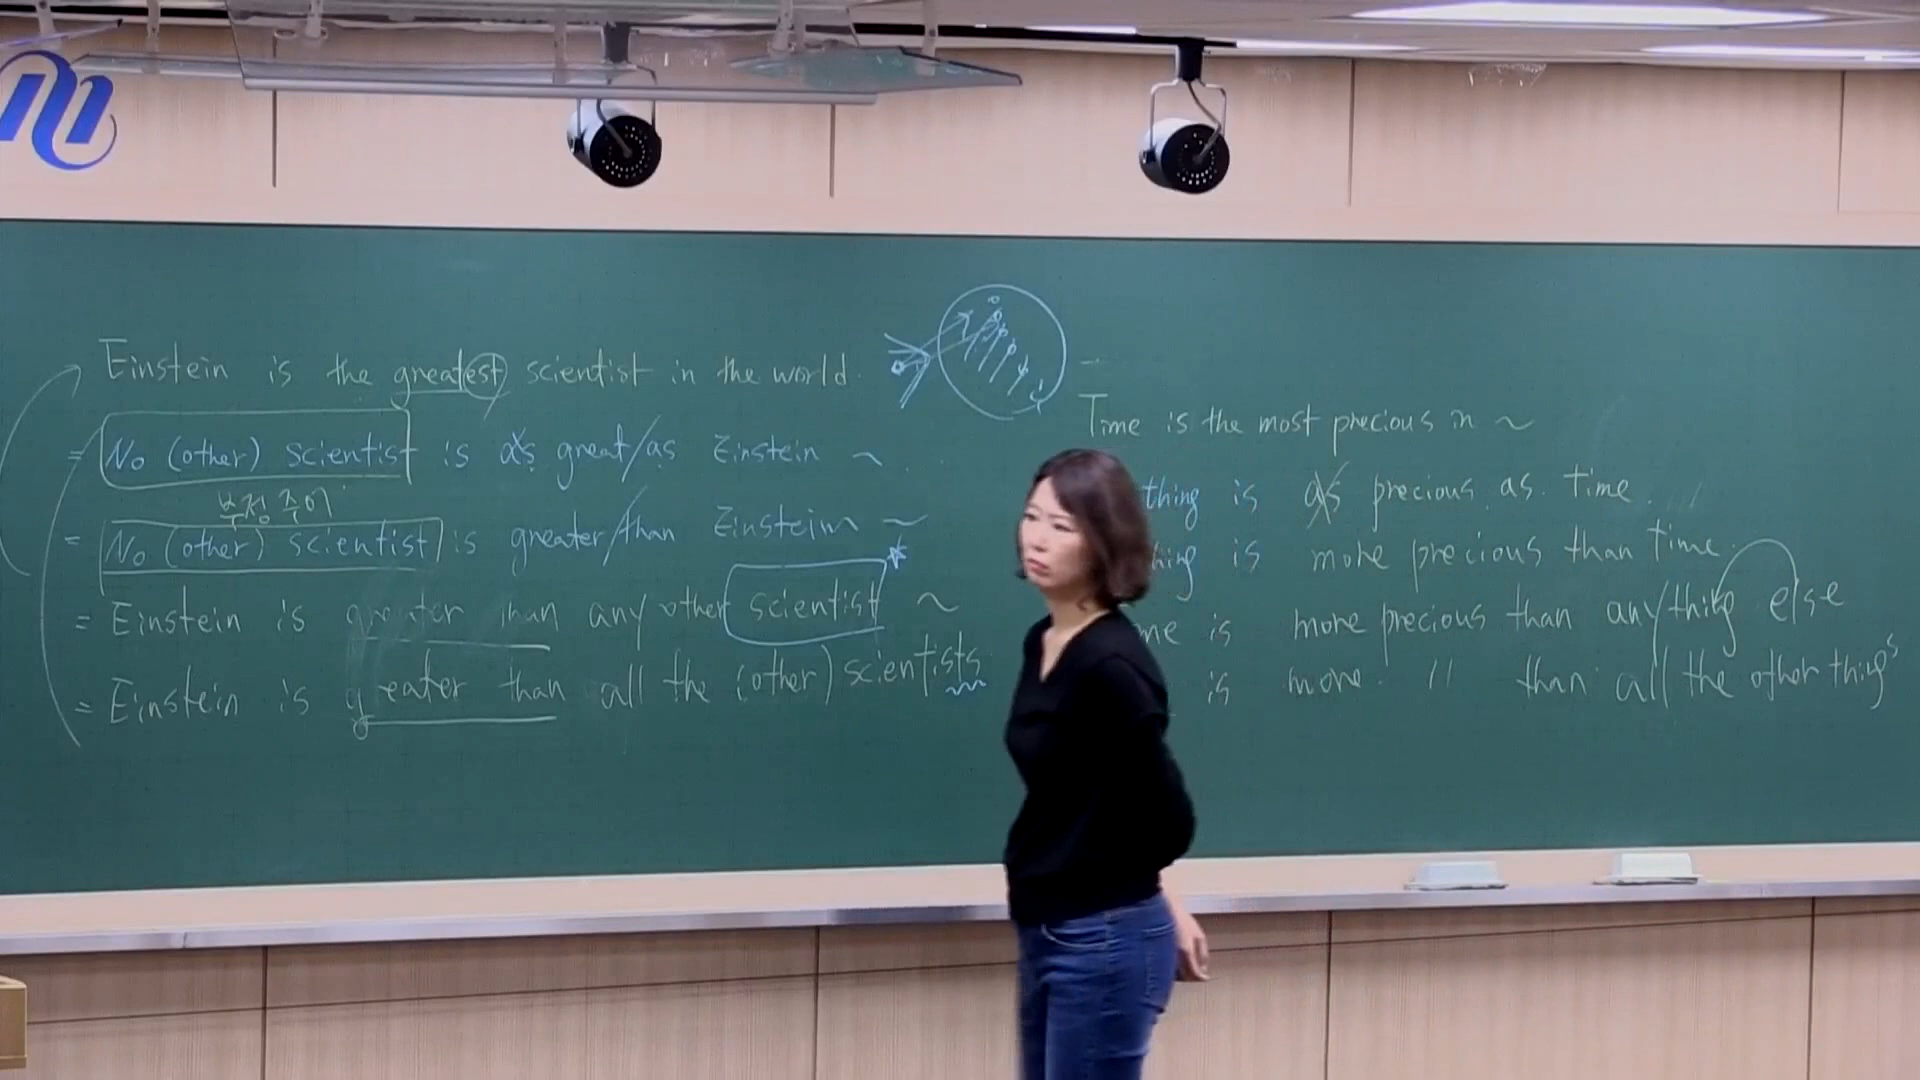 Einstein is the greatest scientist in the world.
= No (other) scientist is as great/as Einstein ~
부정주어
= No (other) scientist is greater/than Einstein ~
= Einstein is greater than any other scientist ~
= Einstein is greater than all the (other) scientists
Time is the most precious in ~
thing is as precious as time.
is more precious than time.
is more precious than anything else
is more 〃 than all the other things